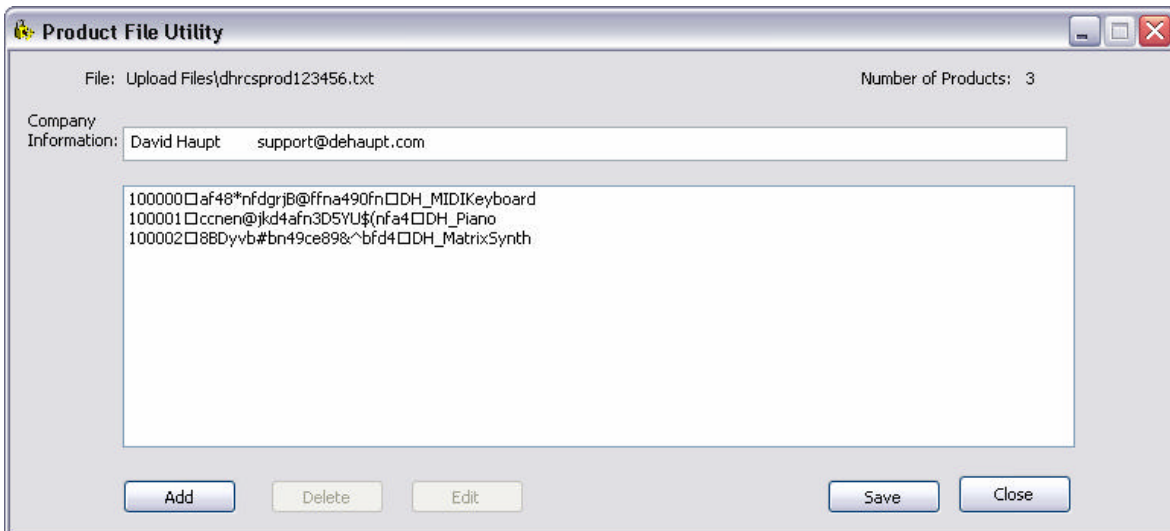 Product File Utility
File: Upload Files\dhrcsprod123456.txt Number of Products: 3
Company
Information: David Haupt support@dehaupt.com
100000□af48*nfdgrjB@ffna490fn□DH_MIDIKeyboard
100001□ccnen@jkd4afn3D5YU$(nfa4□DH_Piano
100002□8BDyvb#bn49ce89&^bfd4□DH_MatrixSynth
Add Delete Edit Save Close